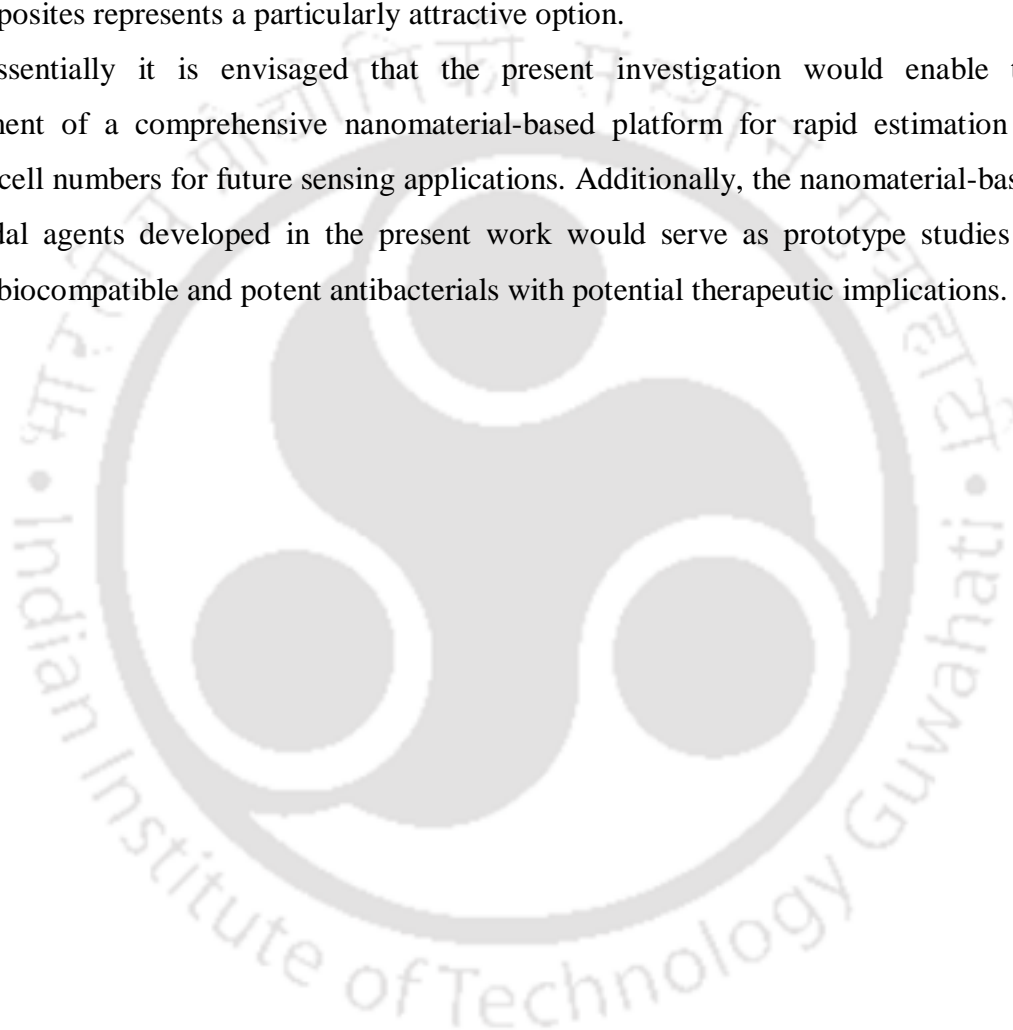 posites represents a particularly attractive option.
ssentially it is envisaged that the present investigation would enable t
ment of a comprehensive nanomaterial-based platform for rapid estimation
cell numbers for future sensing applications. Additionally, the nanomaterial-bas
dal agents developed in the present work would serve as prototype studies
biocompatible and potent antibacterials with potential therapeutic implications.
Indian Institute of Technology Guwahati